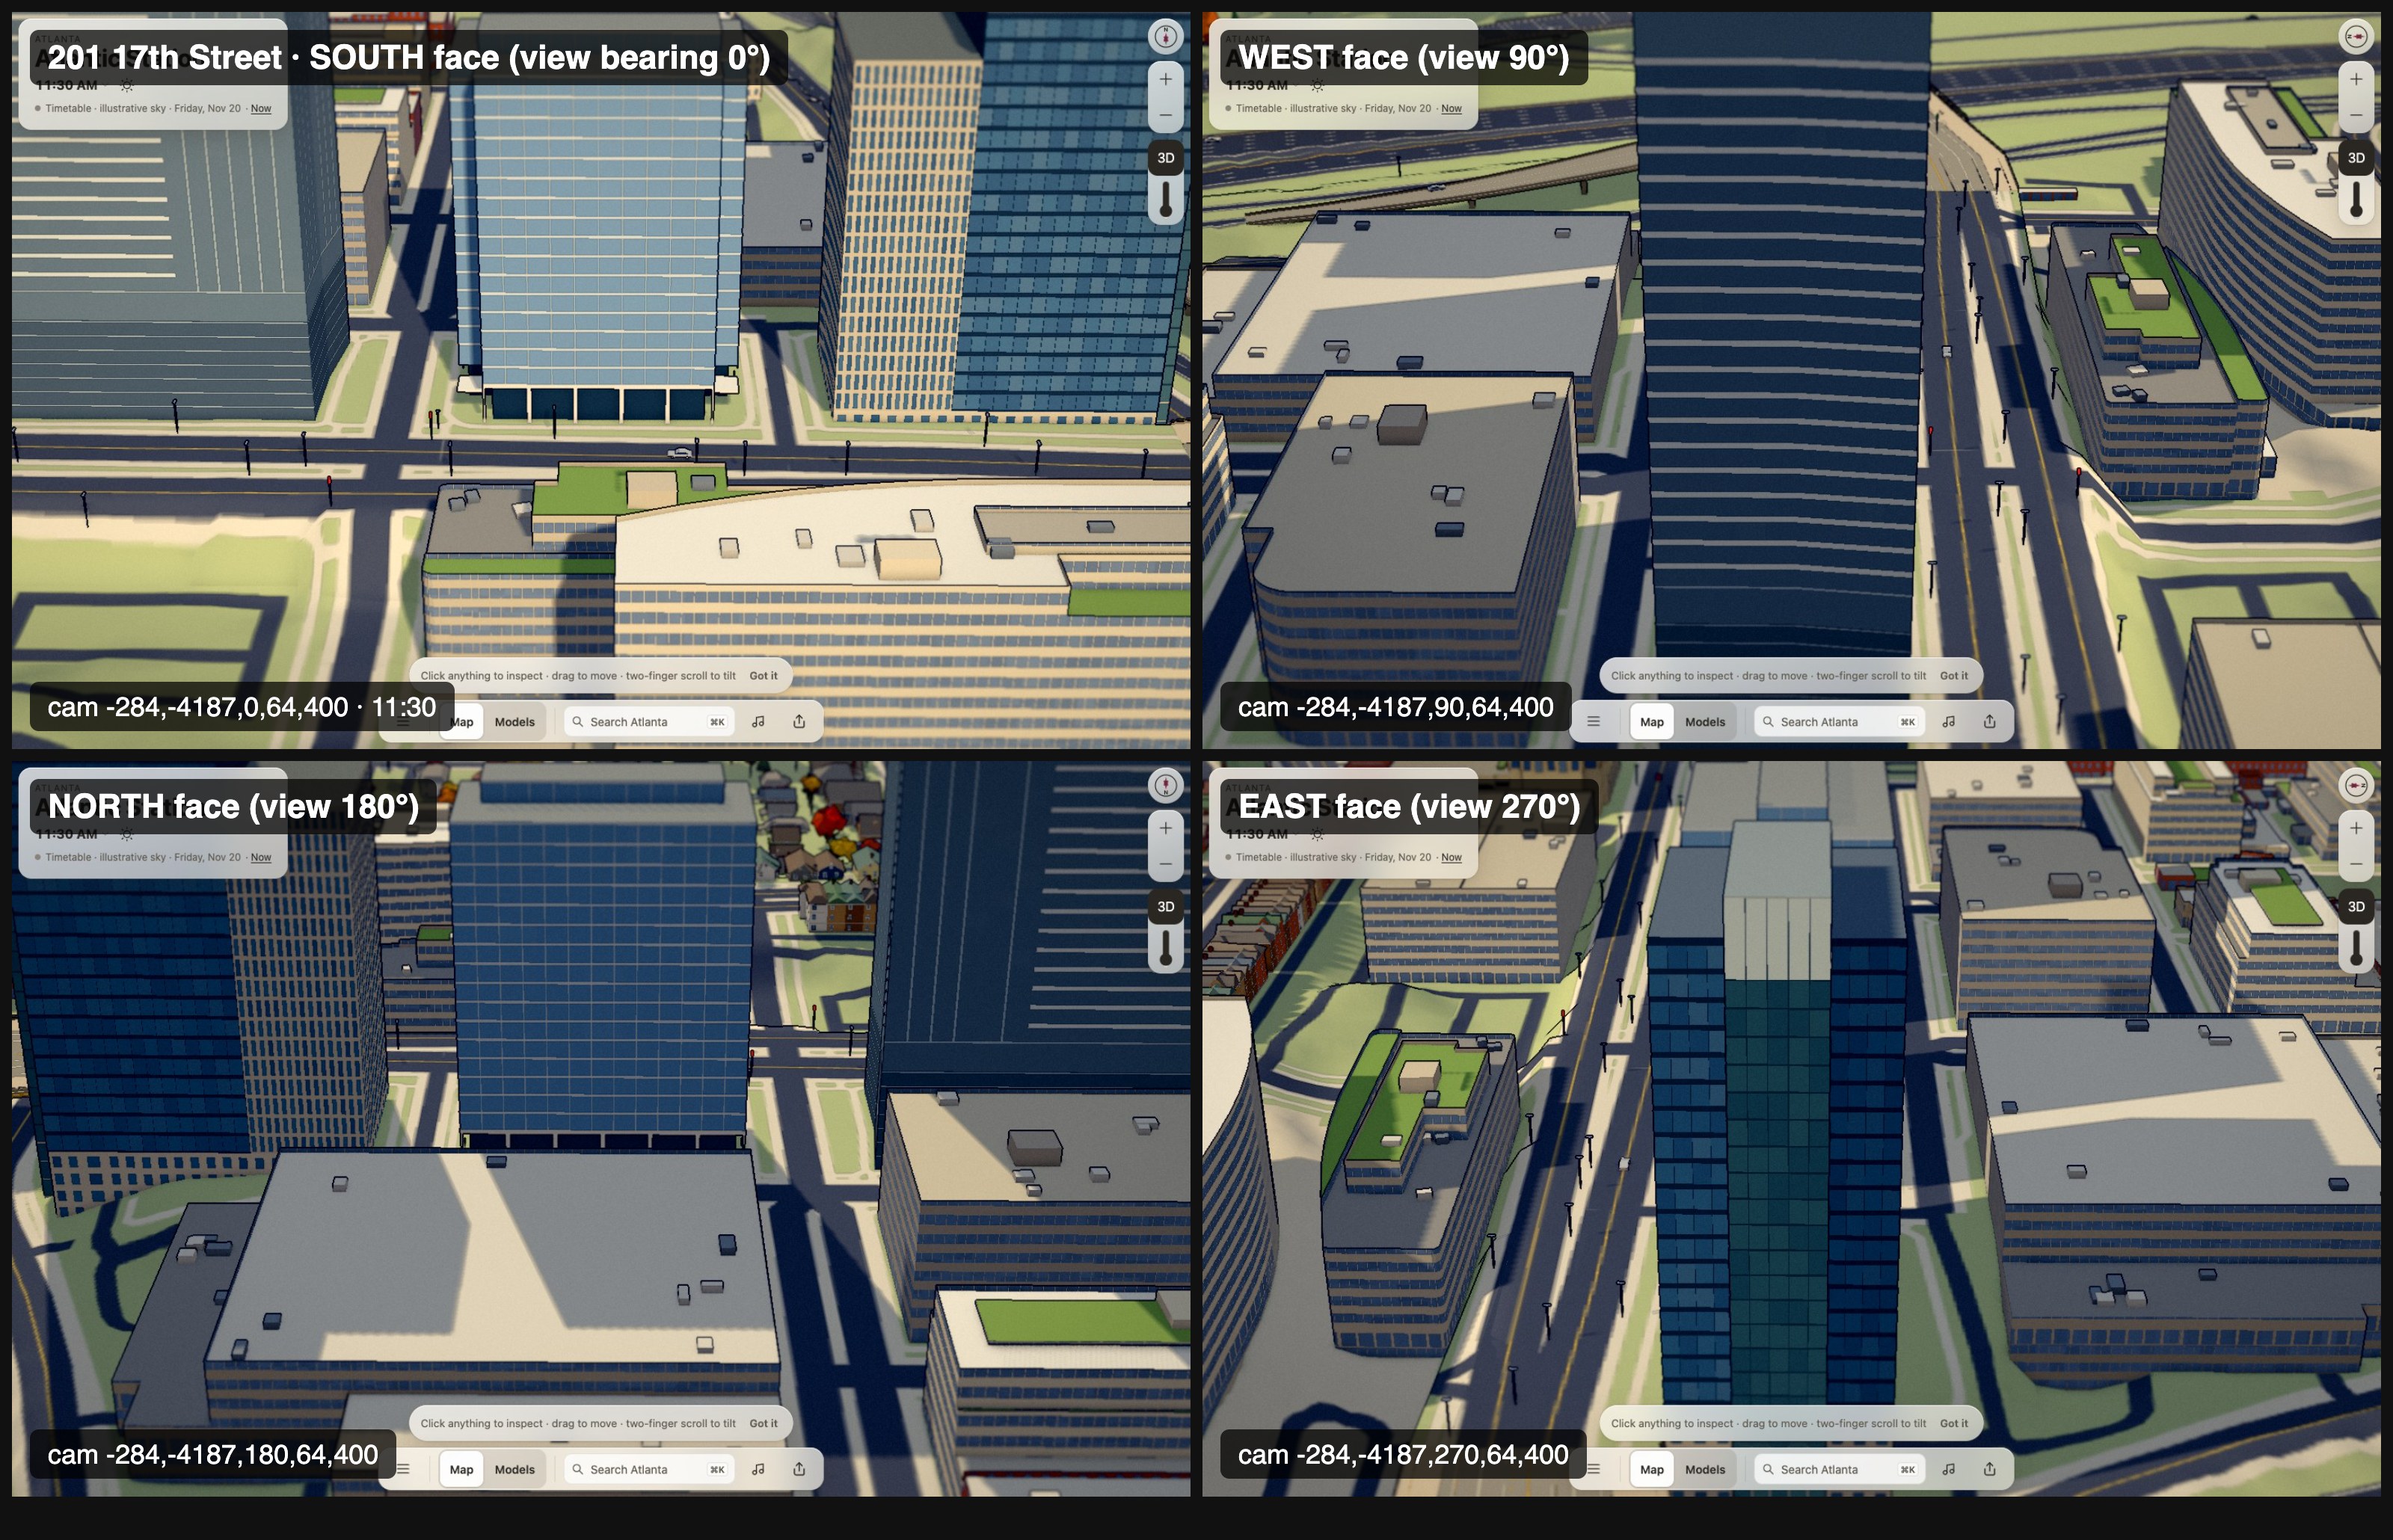 ATLANTA
201 17th Street · SOUTH face (view bearing 0°)
11:30 AM
Timetable · illustrative sky · Friday, Nov 20 · Now
N
+
−
3D
Click anything to inspect · drag to move · two-finger scroll to tilt Got it
cam -284,-4187,0,64,400 · 11:30
Map Models Search Atlanta ⌘K
ATLANTA
WEST face (view 90°)
11:30 AM
Timetable · illustrative sky · Friday, Nov 20 · Now
N
+
−
3D
Click anything to inspect · drag to move · two-finger scroll to tilt Got it
cam -284,-4187,90,64,400
Map Models Search Atlanta ⌘K
ATLANTA
NORTH face (view 180°)
11:30 AM
Timetable · illustrative sky · Friday, Nov 20 · Now
N
+
−
3D
Click anything to inspect · drag to move · two-finger scroll to tilt Got it
cam -284,-4187,180,64,400
Map Models Search Atlanta ⌘K
ATLANTA
EAST face (view 270°)
11:30 AM
Timetable · illustrative sky · Friday, Nov 20 · Now
N
+
−
3D
Click anything to inspect · drag to move · two-finger scroll to tilt Got it
cam -284,-4187,270,64,400
Map Models Search Atlanta ⌘K